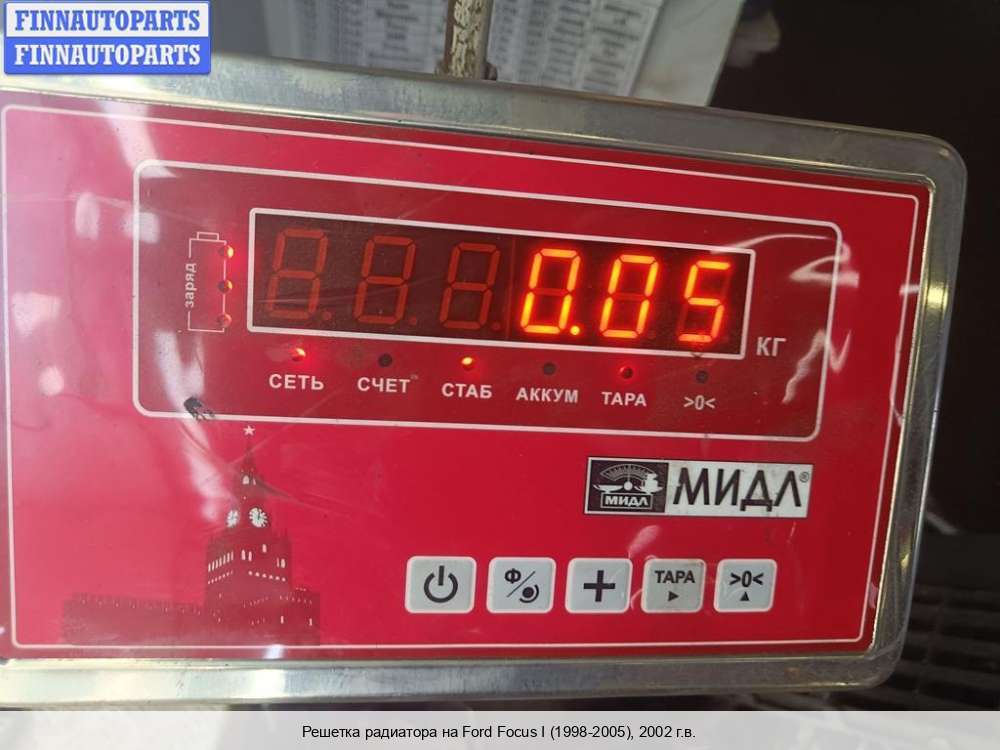 FINNAUTOPARTS
FINNAUTOPARTS
заряд
0.05
КГ
СЕТЬ СЧЕТ СТАБ АККУМ ТАРА >0<
МИДЛ МИДЛ®
Ф ТАРА >0<
Решетка радиатора на Ford Focus I (1998-2005), 2002 г.в.